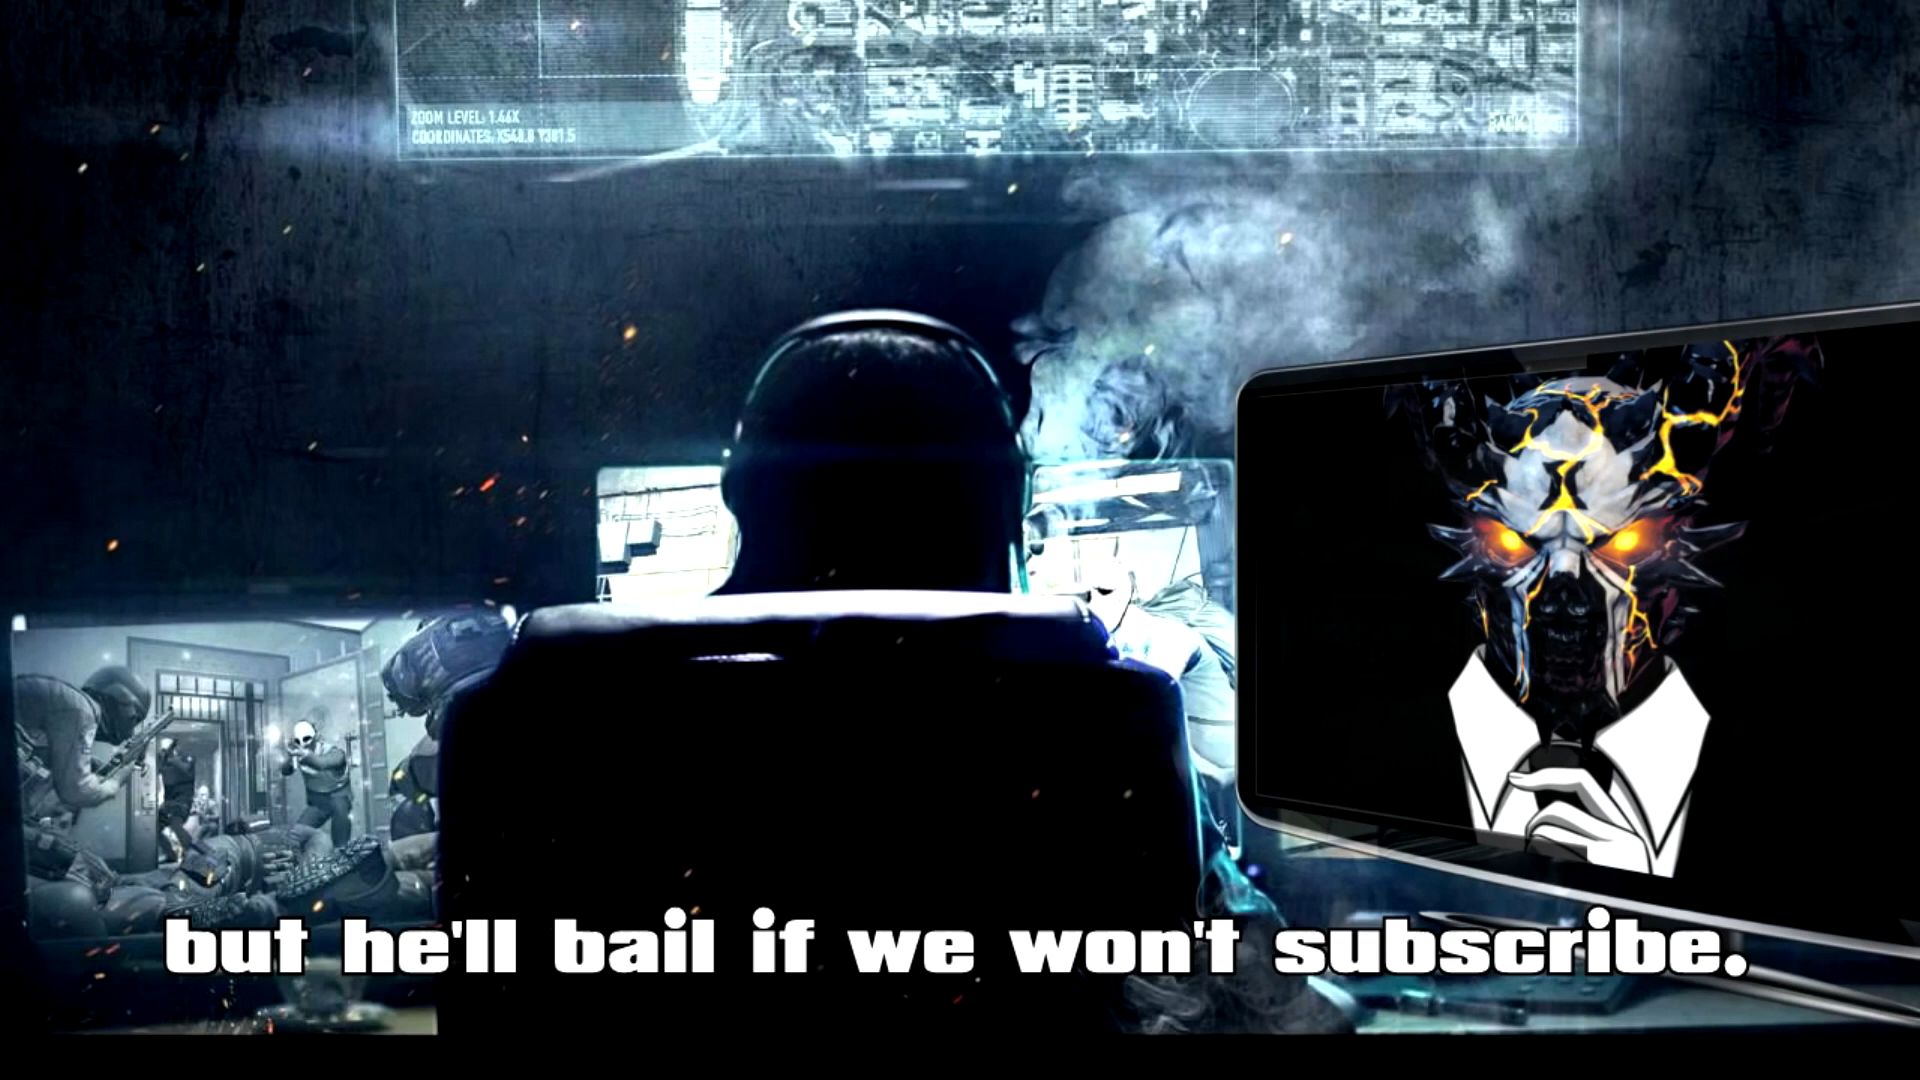 ZOOM LEVEL: 1.46X
COORDINATES: X548.8 Y301.5
but he'll bail if we won't subscribe.